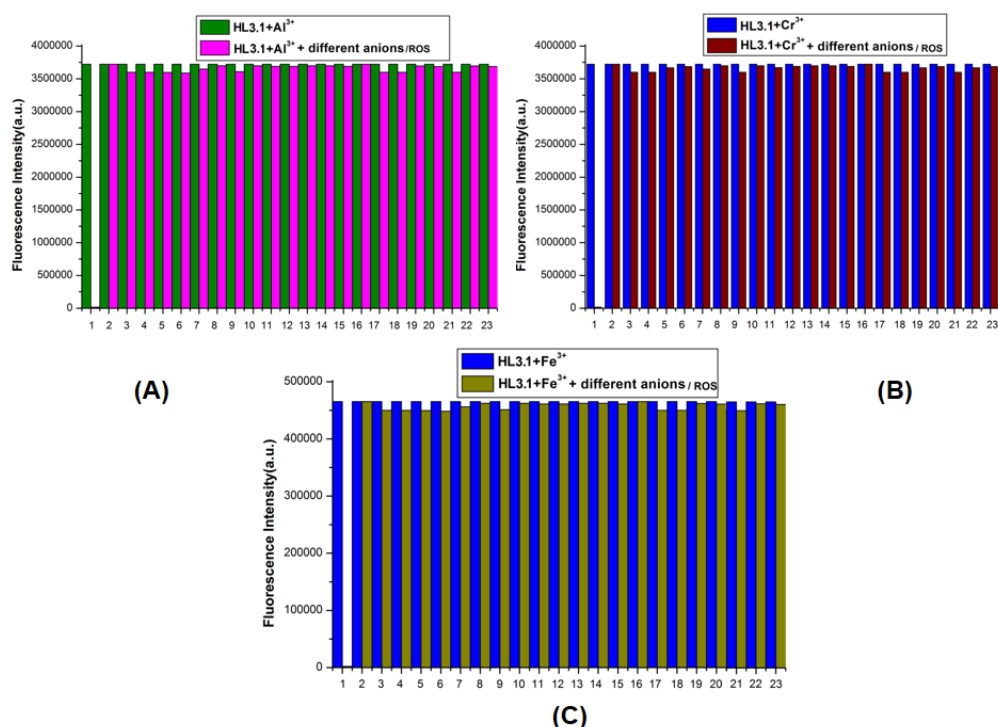 HL3.1+Al³⁺
HL3.1+Al³⁺ + different anions/ROS
Fluorescence Intensity(a.u.)
4000000
3500000
3000000
2500000
2000000
1500000
1000000
500000
0
1 2 3 4 5 6 7 8 9 10 11 12 13 14 15 16 17 18 19 20 21 22 23
(A)
HL3.1+Cr³⁺
HL3.1+Cr³⁺ + different anions / ROS
Fluorescence Intensity(a.u.)
4000000
3500000
3000000
2500000
2000000
1500000
1000000
500000
0
1 2 3 4 5 6 7 8 9 10 11 12 13 14 15 16 17 18 19 20 21 22 23
(B)
HL3.1+Fe³⁺
HL3.1+Fe³⁺ + different anions / ROS
Fluorescence Intensity(a.u.)
500000
400000
300000
200000
100000
0
1 2 3 4 5 6 7 8 9 10 11 12 13 14 15 16 17 18 19 20 21 22 23
(C)